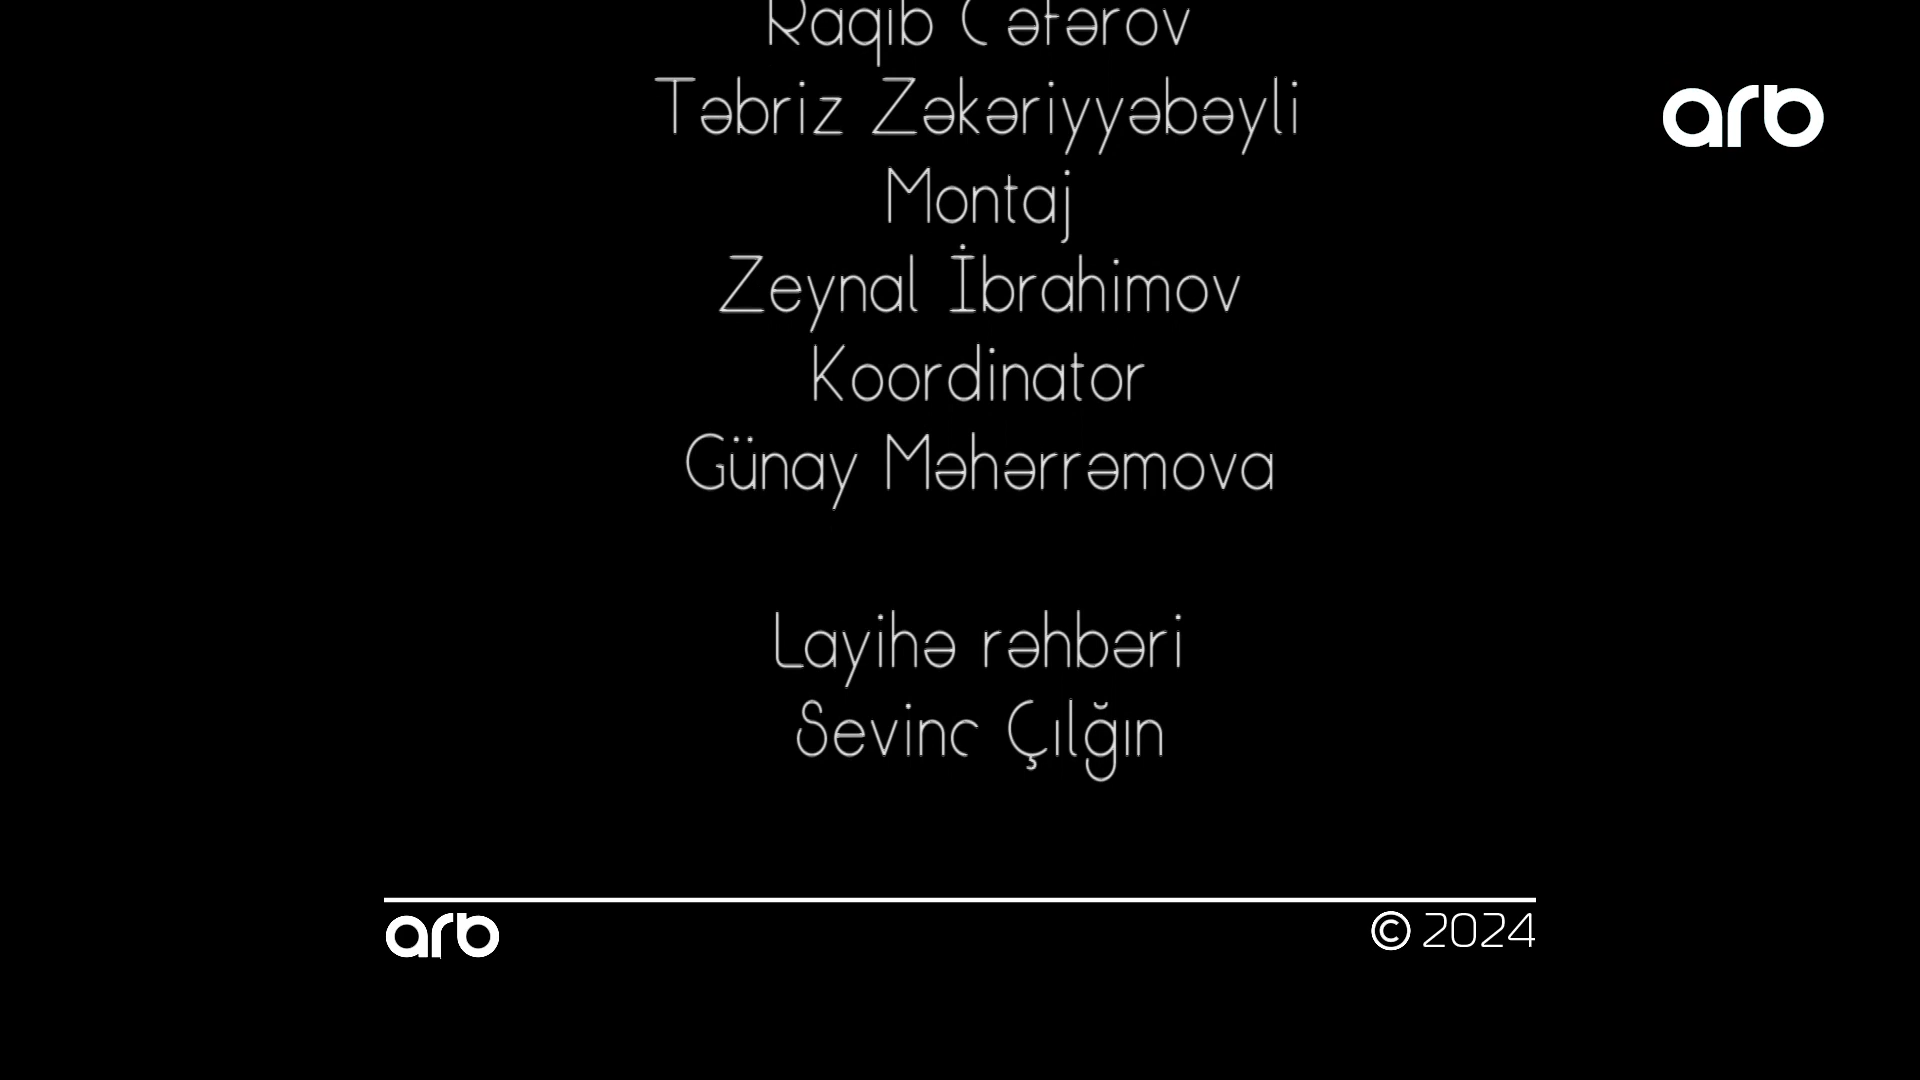 Raqib Cəfərov
Təbriz Zəkəriyyəbəyli
arb
Montaj
Zeynal İbrahimov
Koordinator
Günay Məhərrəmova
Layihə rəhbəri
Sevinc Çılğın
arb
© 2024